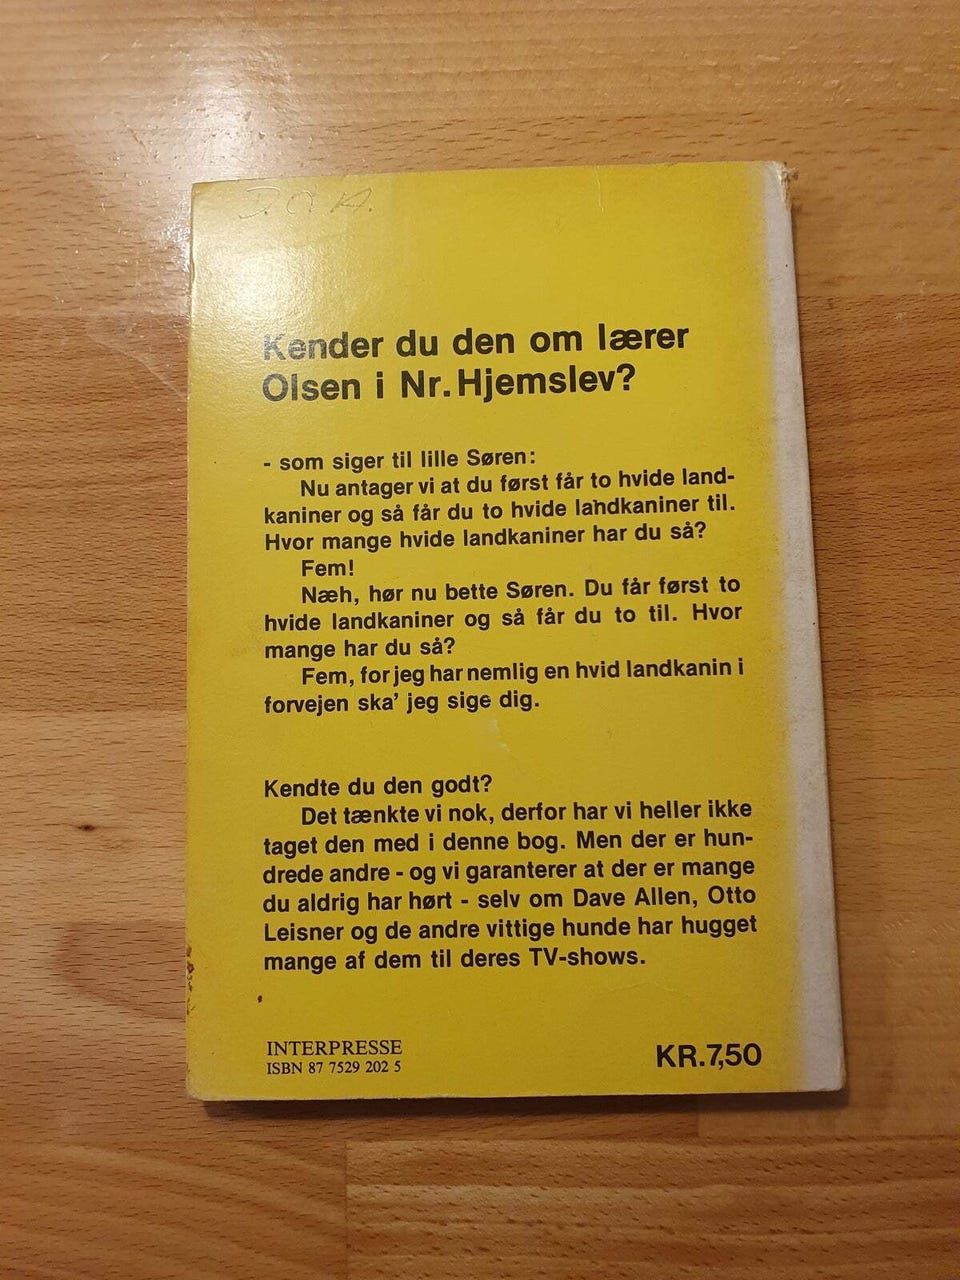 D. O. K.
Kender du den om lærer
Olsen i Nr. Hjemslev?
- som siger til lille Søren:
Nu antager vi at du først får to hvide land-
kaniner og så får du to hvide landkaniner til.
Hvor mange hvide landkaniner har du så?
Fem!
Næh, hør nu bette Søren. Du får først to
hvide landkaniner og så får du to til. Hvor
mange har du så?
Fem, for jeg har nemlig en hvid landkanin i
forvejen ska' jeg sige dig.
Kendte du den godt?
Det tænkte vi nok, derfor har vi heller ikke
taget den med i denne bog. Men der er hun-
drede andre - og vi garanterer at der er mange
du aldrig har hørt - selv om Dave Allen, Otto
Leisner og de andre vittige hunde har hugget
mange af dem til deres TV-shows.
INTERPRESSE
ISBN 87 7529 202 5
KR.7,50